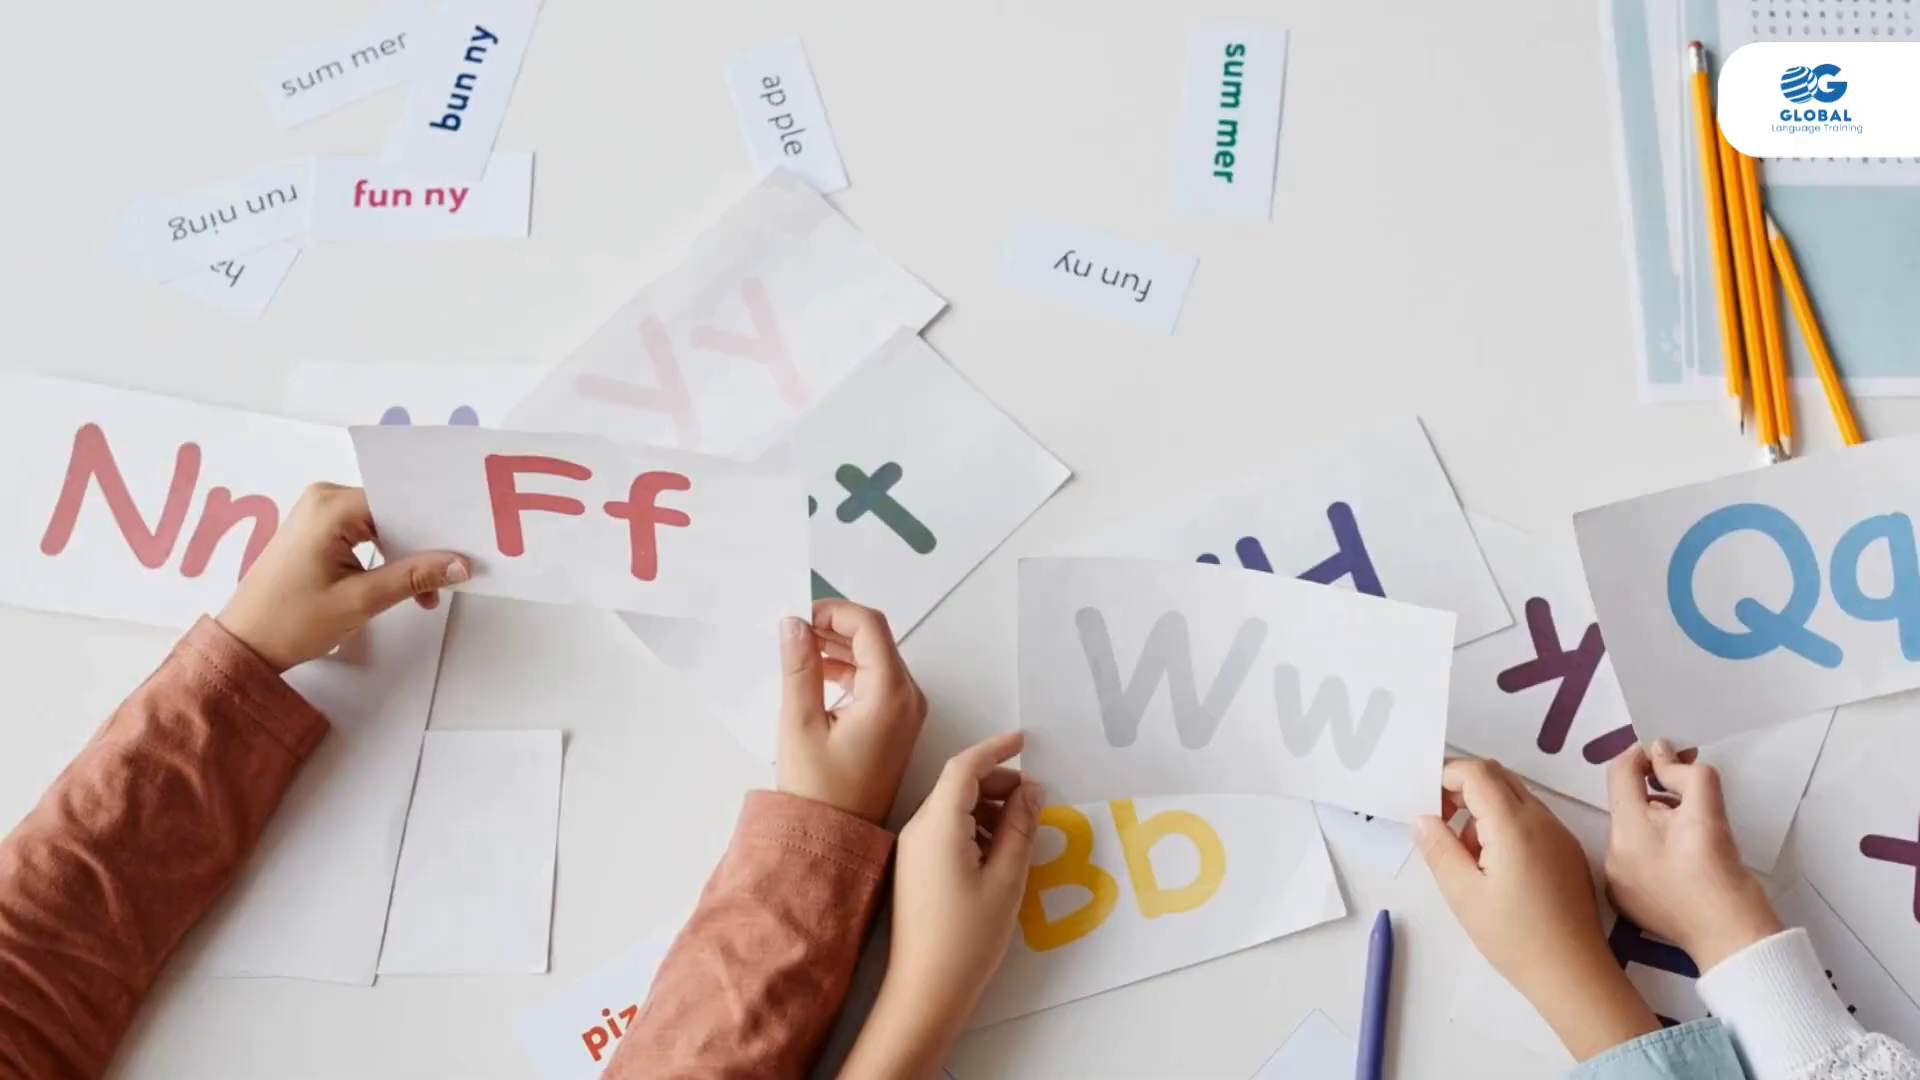 sum mer
bun ny
ap ple
sum mer
GLOBAL
Language Training
run ning
fun ny
fun ny
Yy
Nn
Ff
Qq
Ww
Bb